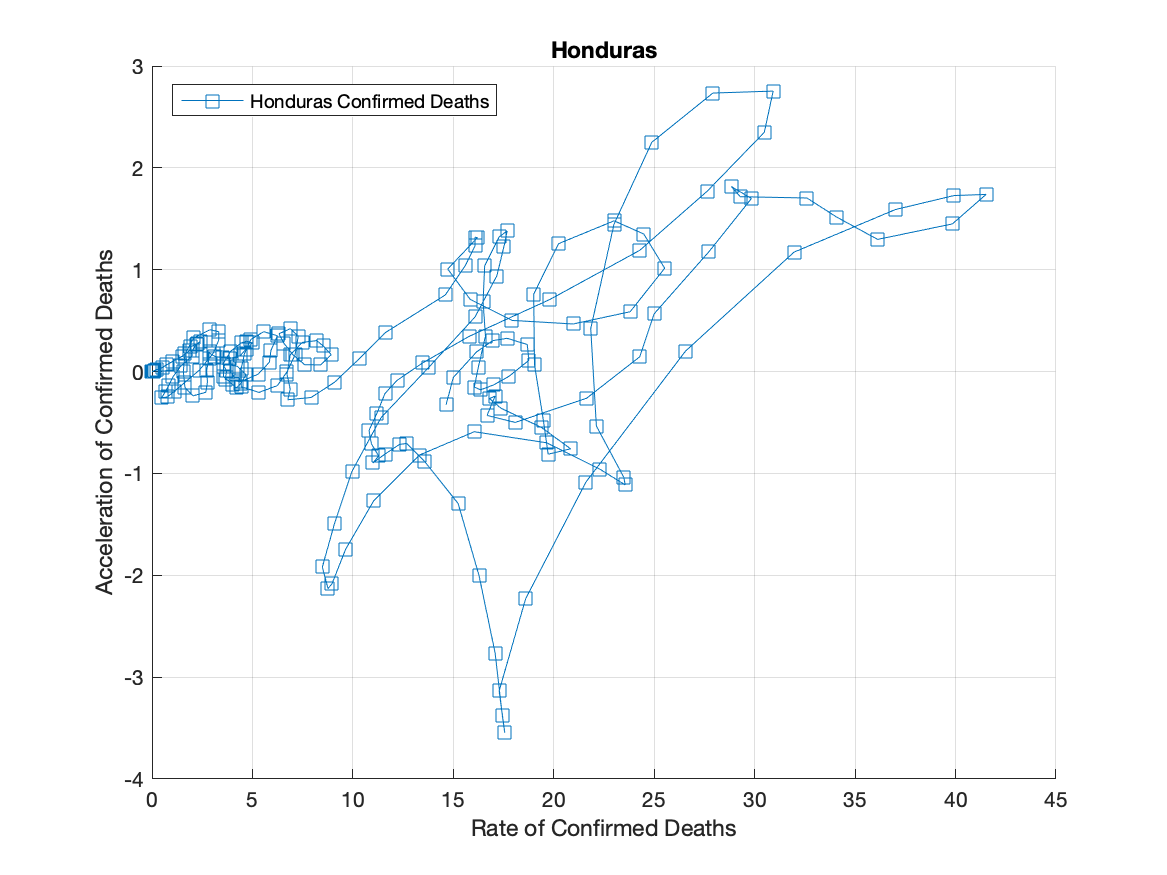 Honduras
3
2
1
0
-1
-2
-3
-4
Acceleration of Confirmed Deaths
Honduras Confirmed Deaths
0 5 10 15 20 25 30 35 40 45
Rate of Confirmed Deaths